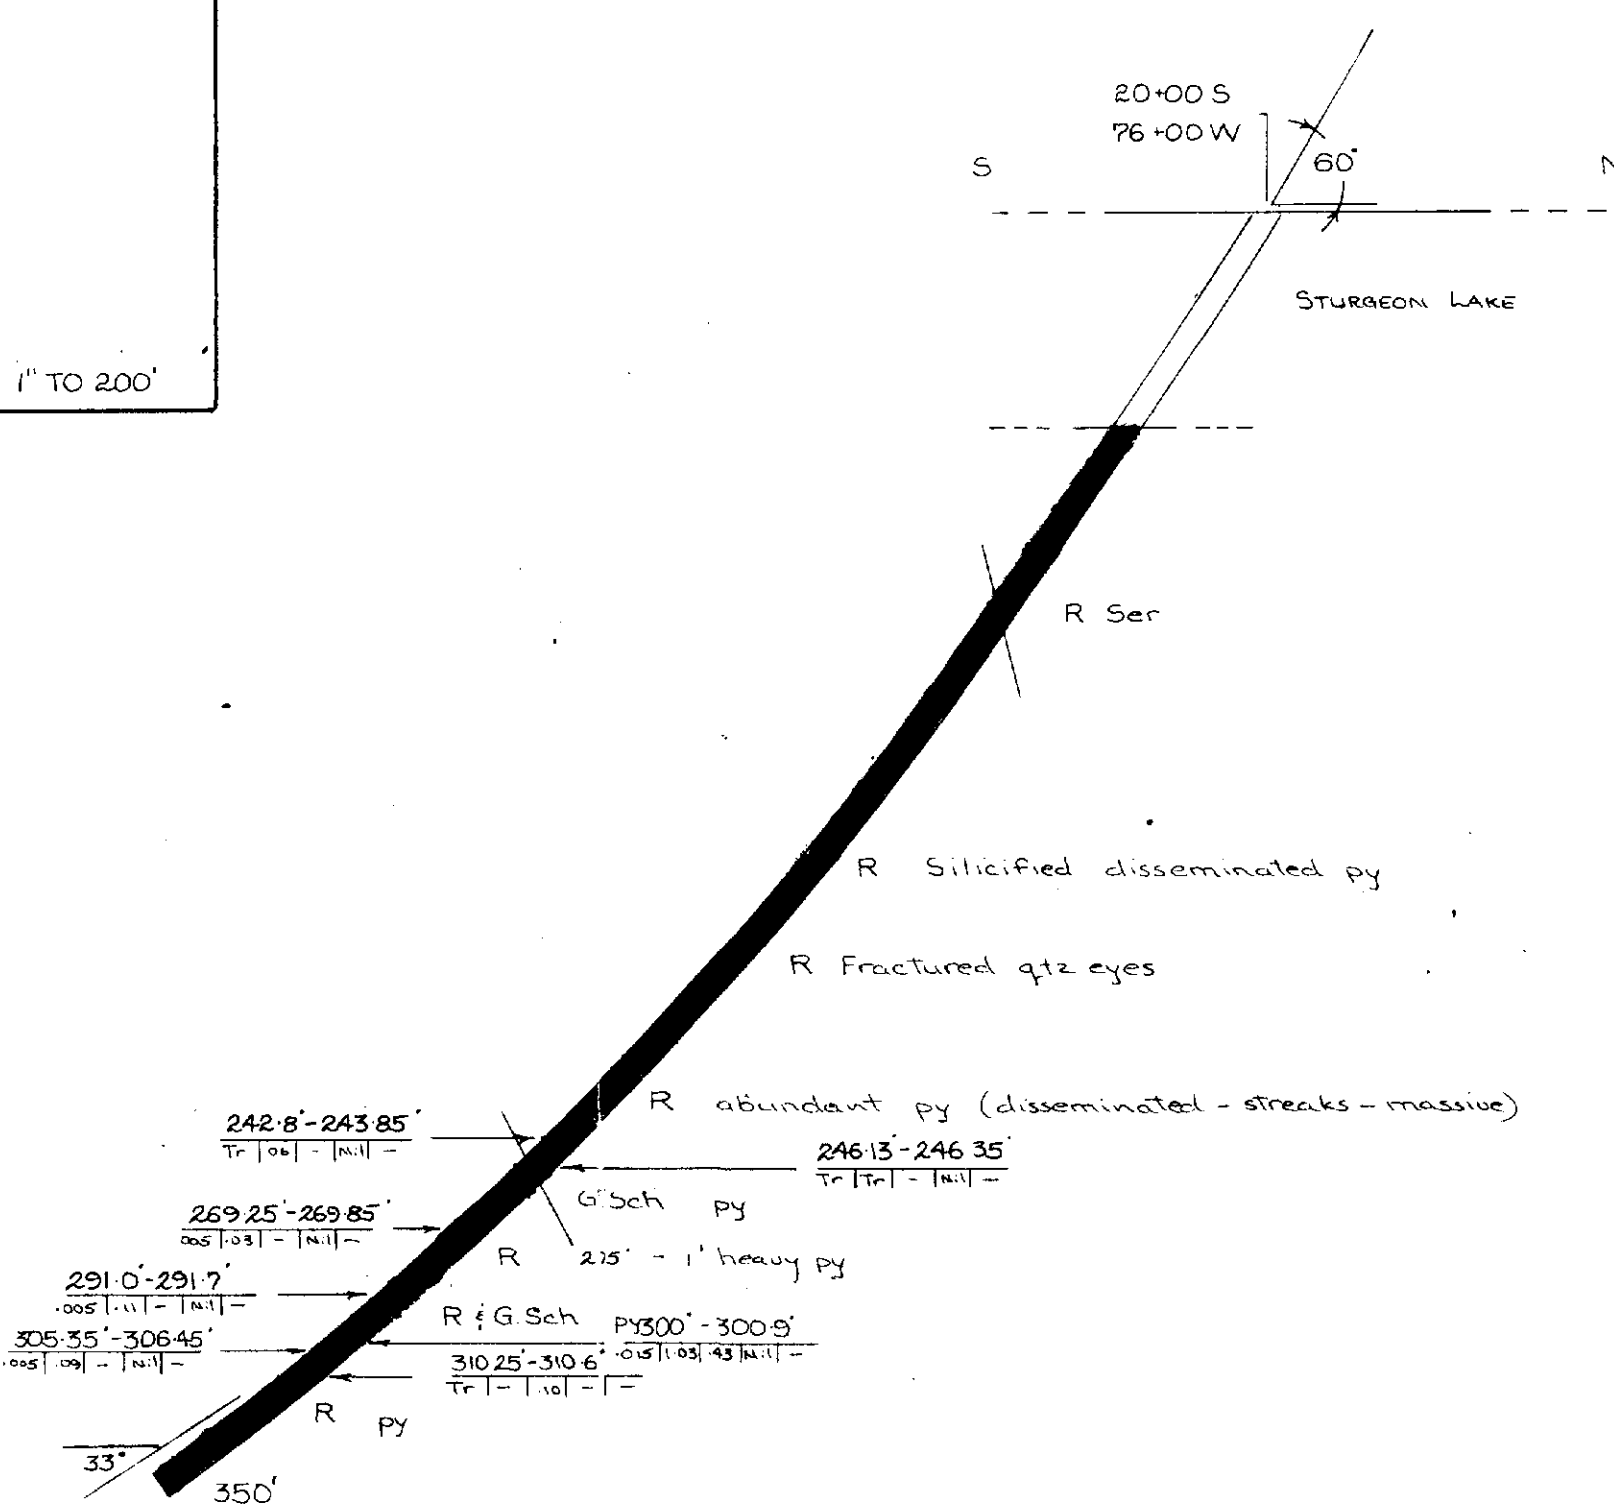 20+00 S
76+00 W
S
60°
N
STURGEON LAKE
1" TO 200'
R Ser
R Silicified disseminated py
R Fractured qtz eyes
R abundant py (disseminated - streaks - massive)
242.8'-243.85'
Tr | .06 | - | Nil | -
246.13'-246.35'
Tr | Tr | - | Nil | -
G.Sch py
269.25'-269.85'
.005 | .03 | - | Nil | -
R 275' - 1' heavy py
291.0'-291.7'
.005 | .11 | - | Nil | -
R & G.Sch
PY 300'-300.9'
.015 | 1.03 | .43 | Nil | -
305.35'-306.45'
.005 | .09 | - | Nil | -
310.25'-310.6'
Tr | - | .10 | - | -
R py
33°
350'